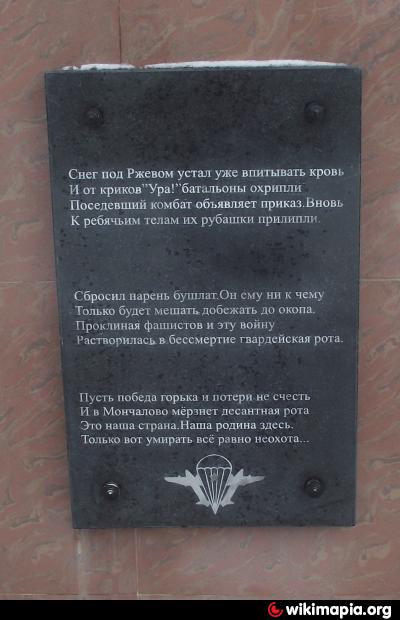 Снег под Ржевом устал уже впитывать кровь
И от криков"Ура!"батальоны охрипли
Поседевший комбат объявляет приказ.Вновь
К ребячьим телам их рубашки прилипли.
Сбросил парень бушлат.Он ему ни к чему
Только будет мешать добежать до окопа.
Проклиная фашистов и эту войну
Растворилась в бессмертие гвардейская рота.
Пусть победа горька и потери не счесть
И в Мончалово мёрзнет десантная рота
Это наша страна.Наша родина здесь.
Только вот умирать всё равно неохота...
wikimapia.org